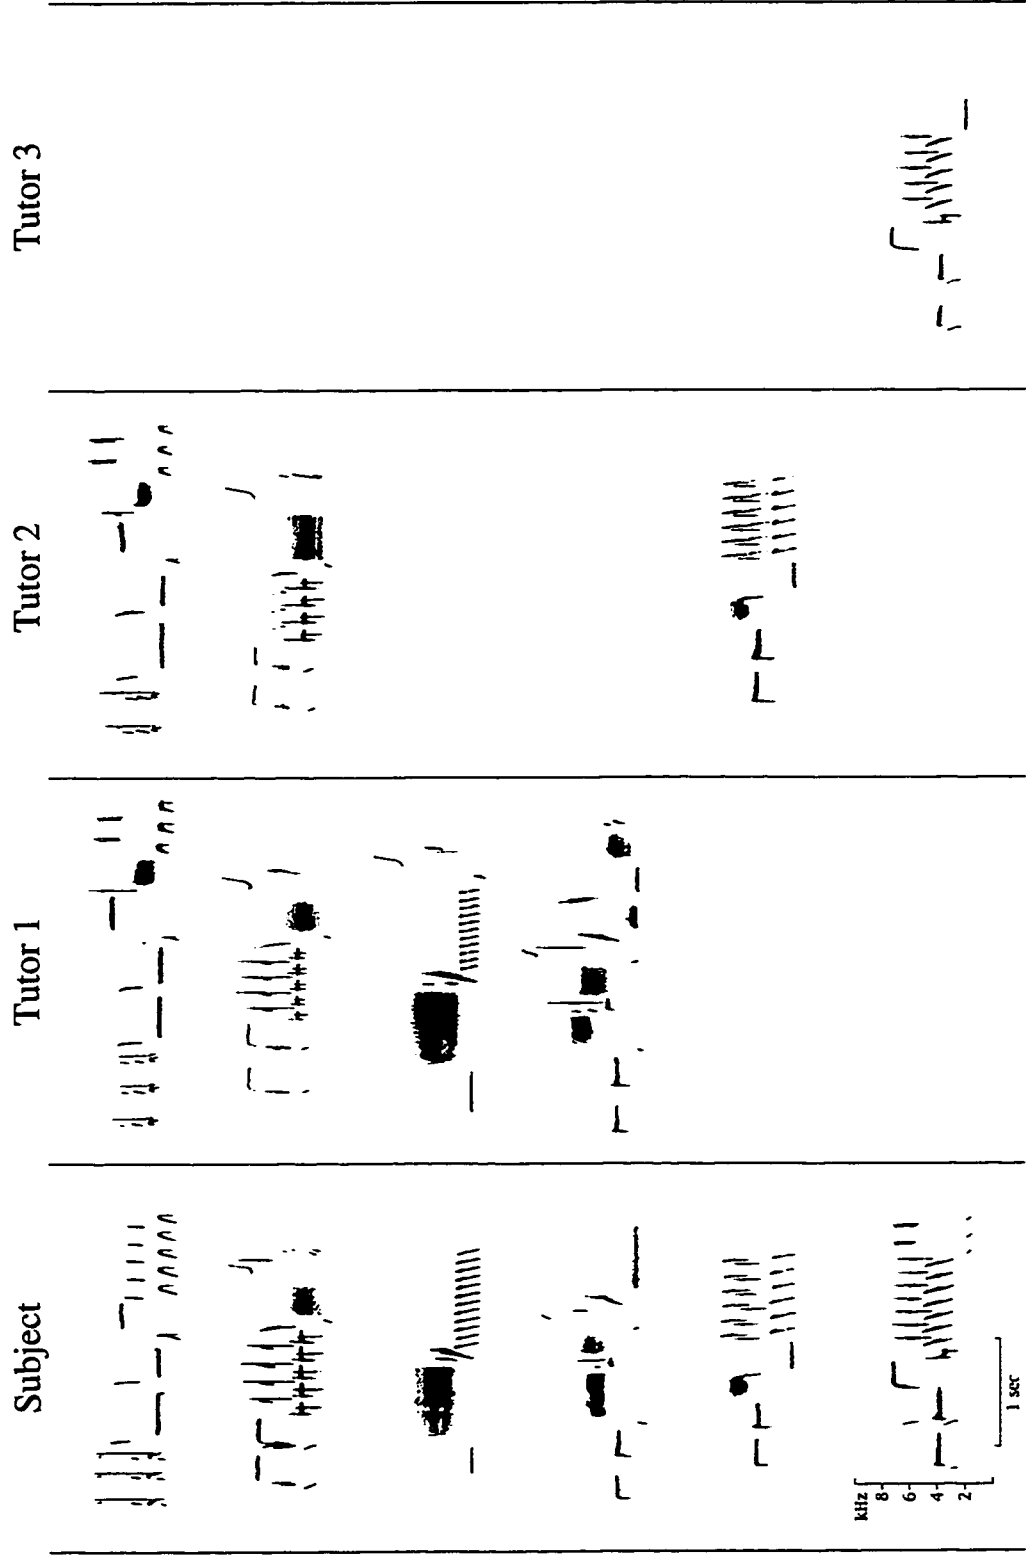 Subject
Tutor 1
Tutor 2
Tutor 3
kHz
8-
6-
4-
2-
1 sec